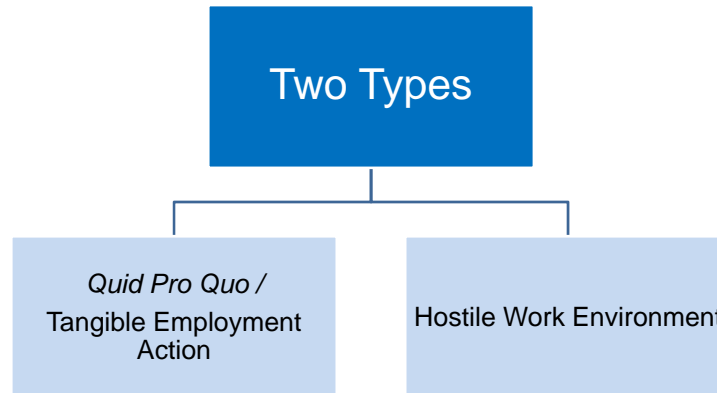 Two Types
Quid Pro Quo /
Tangible Employment
Action
Hostile Work Environment